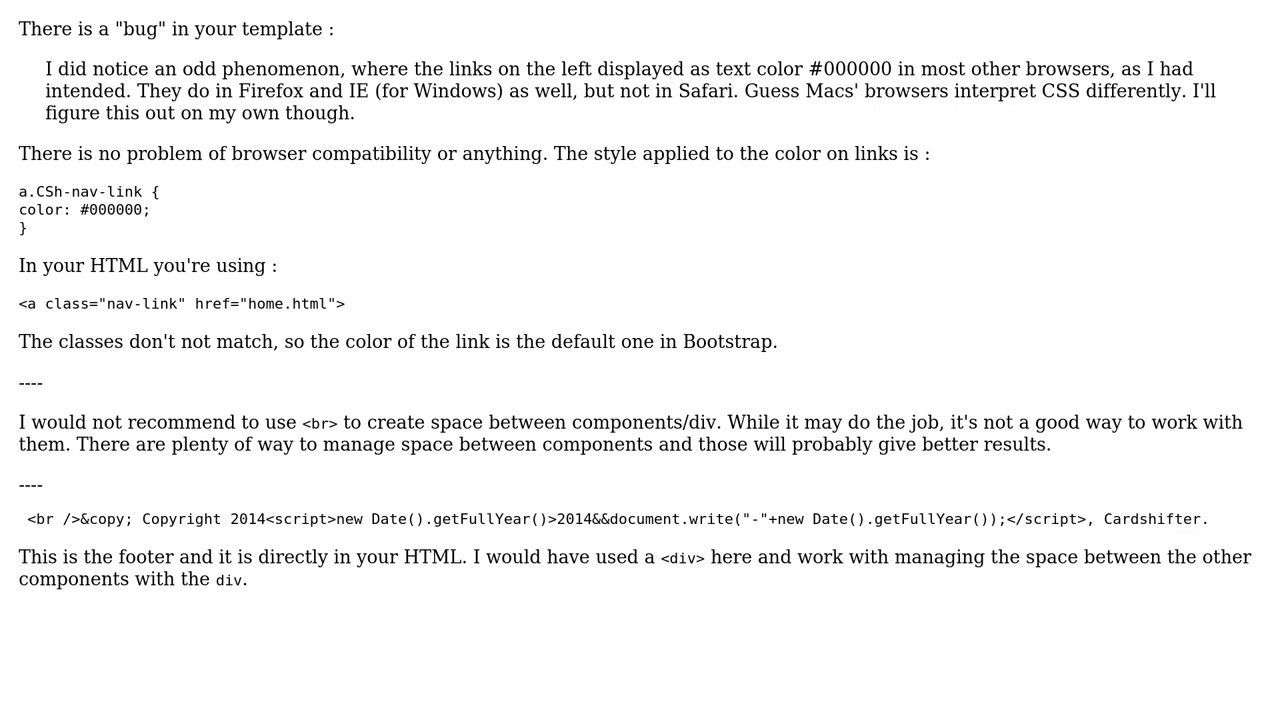 There is a "bug" in your template :
I did notice an odd phenomenon, where the links on the left displayed as text color #000000 in most other browsers, as I had
intended. They do in Firefox and IE (for Windows) as well, but not in Safari. Guess Macs' browsers interpret CSS differently. I'll
figure this out on my own though.
There is no problem of browser compatibility or anything. The style applied to the color on links is :
a.CSh-nav-link {
color: #000000;
}
In your HTML you're using :
<a class="nav-link" href="home.html">
The classes don't not match, so the color of the link is the default one in Bootstrap.
----
I would not recommend to use <br> to create space between components/div. While it may do the job, it's not a good way to work with
them. There are plenty of way to manage space between components and those will probably give better results.
----
<br />&copy; Copyright 2014<script>new Date().getFullYear()>2014&&document.write("-"+new Date().getFullYear());</script>, Cardshifter.
This is the footer and it is directly in your HTML. I would have used a <div> here and work with managing the space between the other
components with the div.